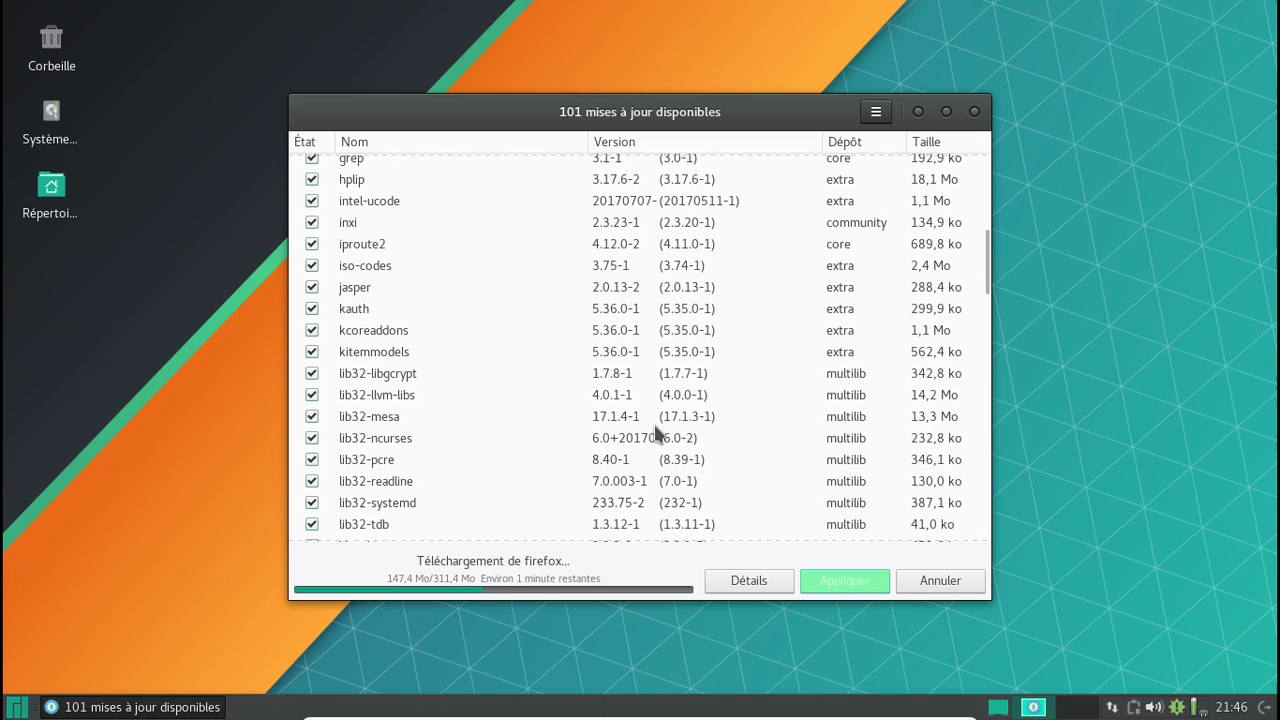 Corbeille
Système...
Répertoi...
101 mises à jour disponibles
État Nom Version Dépôt Taille
grep 3.1-1 (3.0-1) core 192,9 ko
hplip 3.17.6-2 (3.17.6-1) extra 18,1 Mo
intel-ucode 20170707- (20170511-1) extra 1,1 Mo
inxi 2.3.23-1 (2.3.20-1) community 134,9 ko
iproute2 4.12.0-2 (4.11.0-1) core 689,8 ko
iso-codes 3.75-1 (3.74-1) extra 2,4 Mo
jasper 2.0.13-2 (2.0.13-1) extra 288,4 ko
kauth 5.36.0-1 (5.35.0-1) extra 299,9 ko
kcoreaddons 5.36.0-1 (5.35.0-1) extra 1,1 Mo
kitemmodels 5.36.0-1 (5.35.0-1) extra 562,4 ko
lib32-libgcrypt 1.7.8-1 (1.7.7-1) multilib 342,8 ko
lib32-llvm-libs 4.0.1-1 (4.0.0-1) multilib 14,2 Mo
lib32-mesa 17.1.4-1 (17.1.3-1) multilib 13,3 Mo
lib32-ncurses 6.0+2017 6.0-2) multilib 232,8 ko
lib32-pcre 8.40-1 (8.39-1) multilib 346,1 ko
lib32-readline 7.0.003-1 (7.0-1) multilib 130,0 ko
lib32-systemd 233.75-2 (232-1) multilib 387,1 ko
lib32-tdb 1.3.12-1 (1.3.11-1) multilib 41,0 ko
Téléchargement de firefox...
147,4 Mo/311,4 Mo Environ 1 minute restantes
Détails Appliquer Annuler
101 mises à jour disponibles
21:46